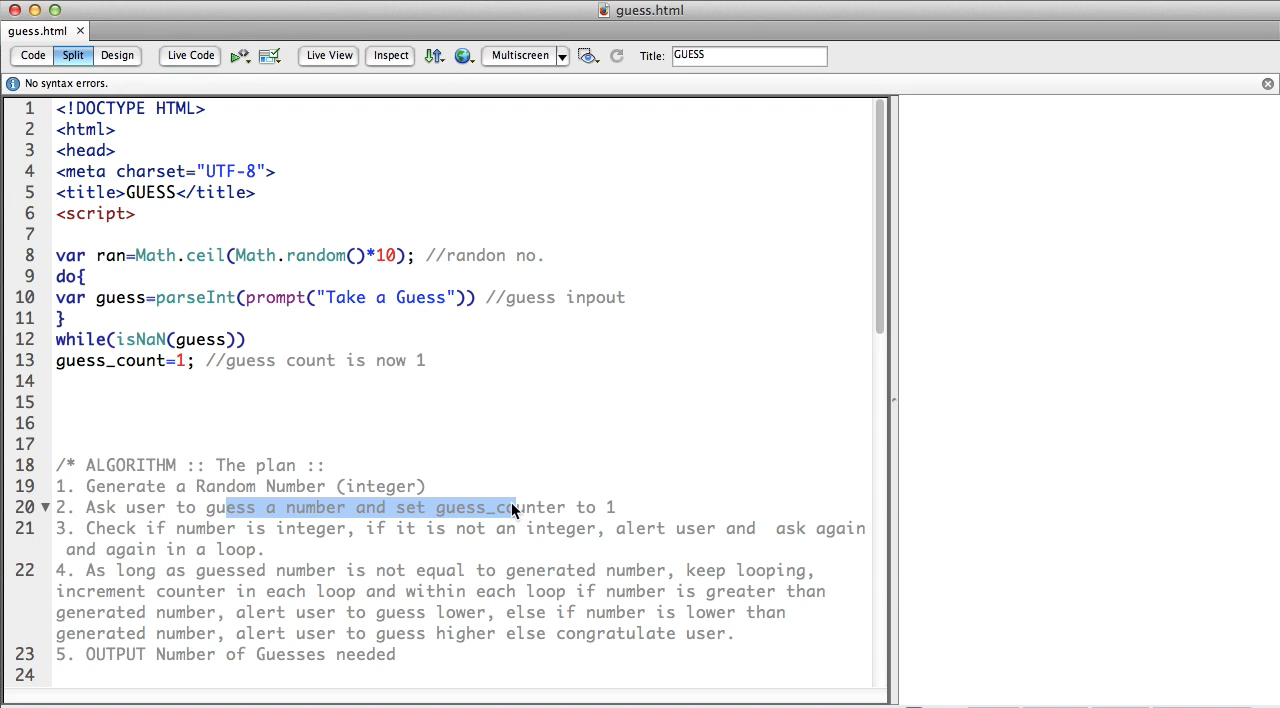 guess.html
guess.html ×
Code Split Design Live Code Live View Inspect Multiscreen Title: GUESS
No syntax errors.
1 <!DOCTYPE HTML>
2 <html>
3 <head>
4 <meta charset="UTF-8">
5 <title>GUESS</title>
6 <script>
7
8 var ran=Math.ceil(Math.random()*10); //randon no.
9 do{
10 var guess=parseInt(prompt("Take a Guess")) //guess inpout
11 }
12 while(isNaN(guess))
13 guess_count=1; //guess count is now 1
14
15
16
17
18 /* ALGORITHM :: The plan ::
19 1. Generate a Random Number (integer)
20 2. Ask user to guess a number and set guess_counter to 1
21 3. Check if number is integer, if it is not an integer, alert user and  ask again
and again in a loop.
22 4. As long as guessed number is not equal to generated number, keep looping,
increment counter in each loop and within each loop if number is greater than
generated number, alert user to guess lower, else if number is lower than
generated number, alert user to guess higher else congratulate user.
23 5. OUTPUT Number of Guesses needed
24